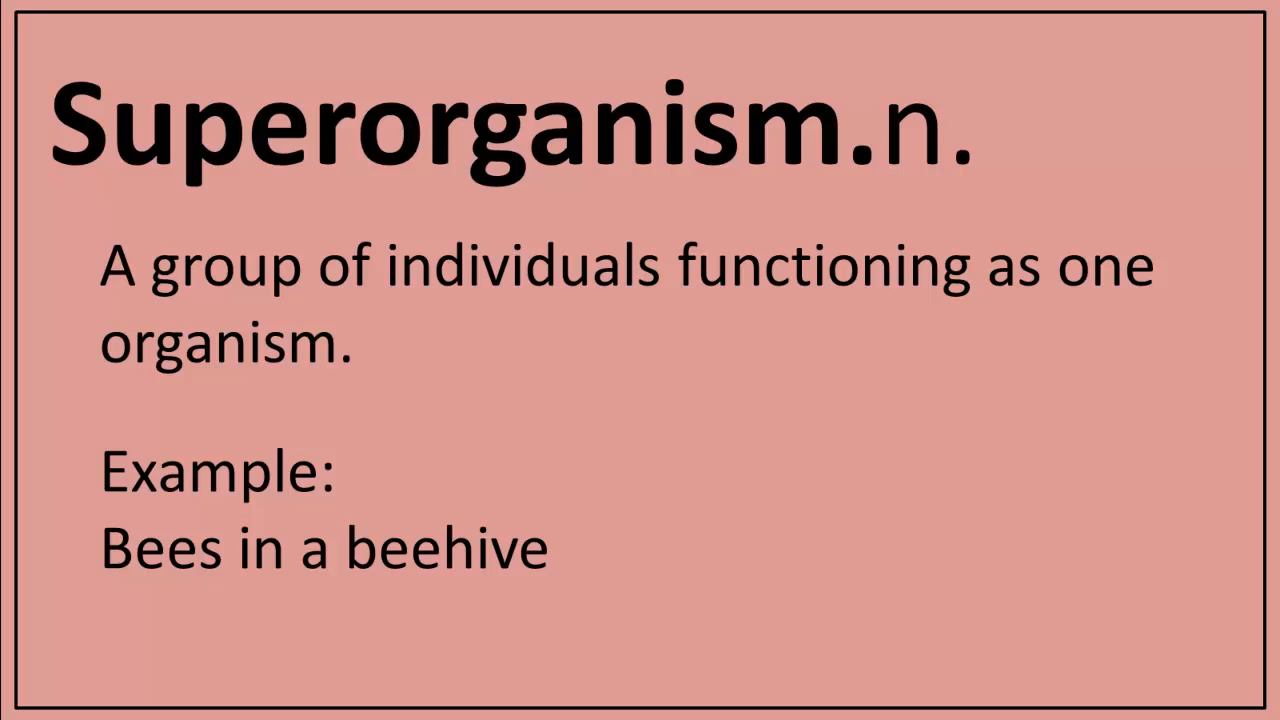 Superorganism.n.
A group of individuals functioning as one
organism.
Example:
Bees in a beehive